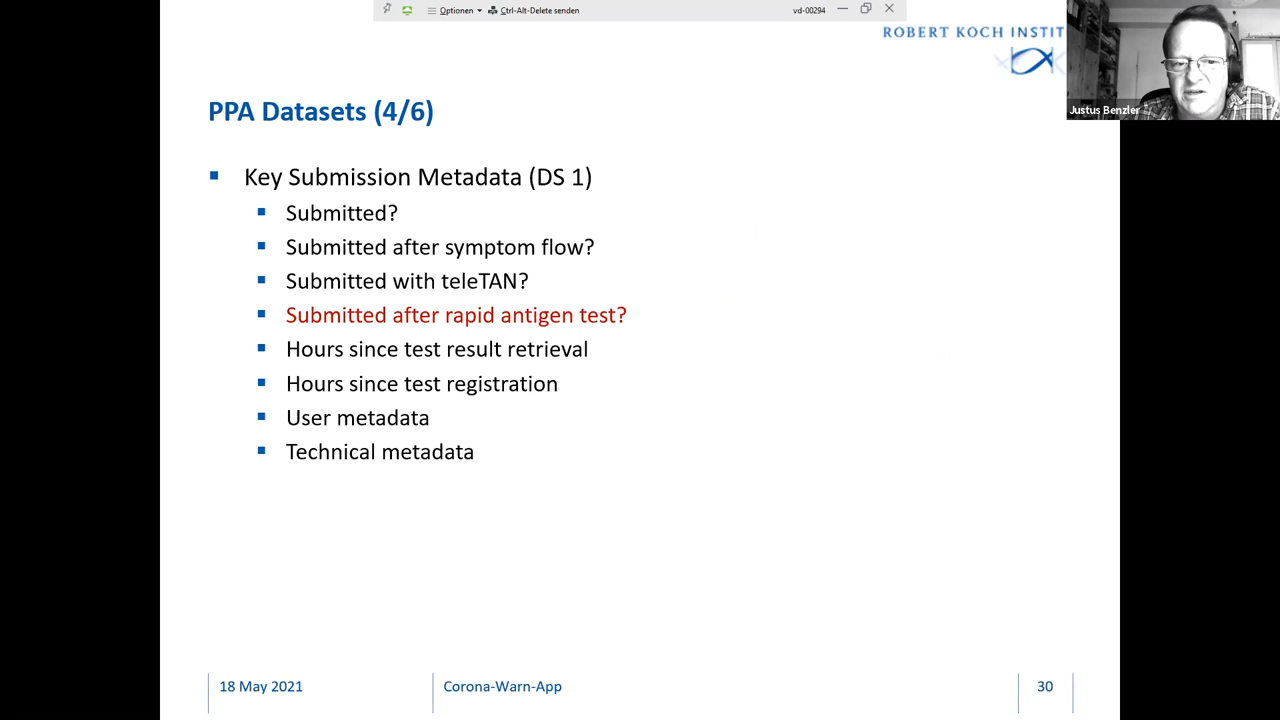 Optionen
Ctrl-Alt-Delete senden
vd-00294
ROBERT KOCH INSTIT
Justus Benzler
PPA Datasets (4/6)
Key Submission Metadata (DS 1)
Submitted?
Submitted after symptom flow?
Submitted with teleTAN?
Submitted after rapid antigen test?
Hours since test result retrieval
Hours since test registration
User metadata
Technical metadata
18 May 2021
Corona-Warn-App
30